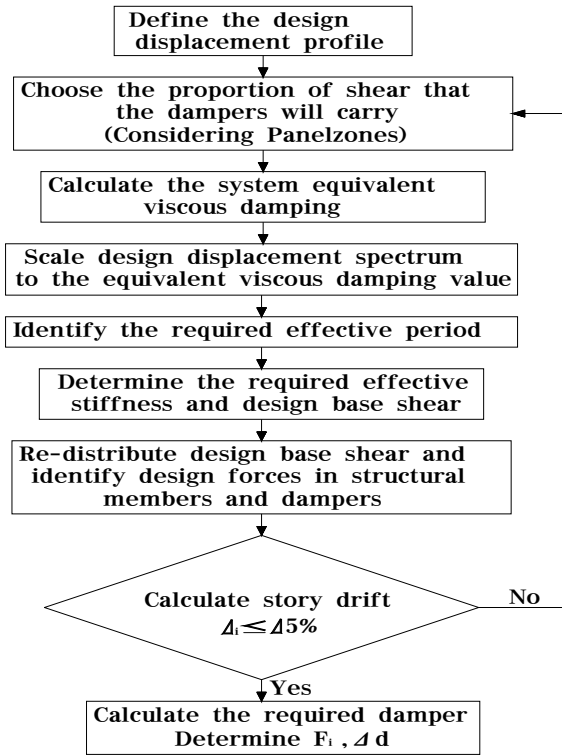 Define the design
displacement profile
Choose the proportion of shear that
the dampers will carry
(Considering Panelzones)
Calculate the system equivalent
viscous damping
Scale design displacement spectrum
to the equivalent viscous damping value
Identify the required effective period
Determine the required effective
stiffness and design base shear
Re-distribute design base shear and
identify design forces in structural
members and dampers
Calculate story drift
Δᵢ≦Δ5%
No
Yes
Calculate the required damper
Determine Fᵢ , Δd